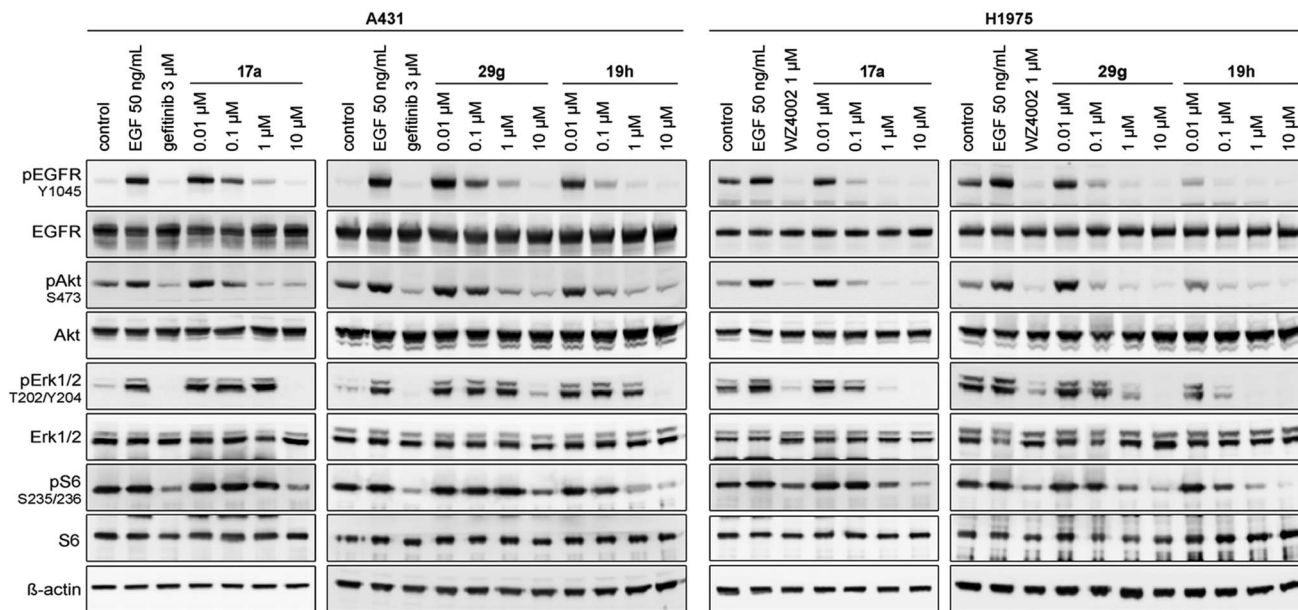 A431 H1975
control EGF 50 ng/mL gefitinib 3 µM 17a 0.01 µM 0.1 µM 1 µM 10 µM control EGF 50 ng/mL gefitinib 3 µM 29g 0.01 µM 0.1 µM 1 µM 10 µM 19h 0.01 µM 0.1 µM 1 µM 10 µM control EGF 50 ng/mL WZ4002 1 µM 17a 0.01 µM 0.1 µM 1 µM 10 µM control EGF 50 ng/mL WZ4002 1 µM 29g 0.01 µM 0.1 µM 1 µM 10 µM 19h 0.01 µM 0.1 µM 1 µM 10 µM
pEGFR
Y1045
EGFR
pAkt
S473
Akt
pErk1/2
T202/Y204
Erk1/2
pS6
S235/236
S6
ß-actin